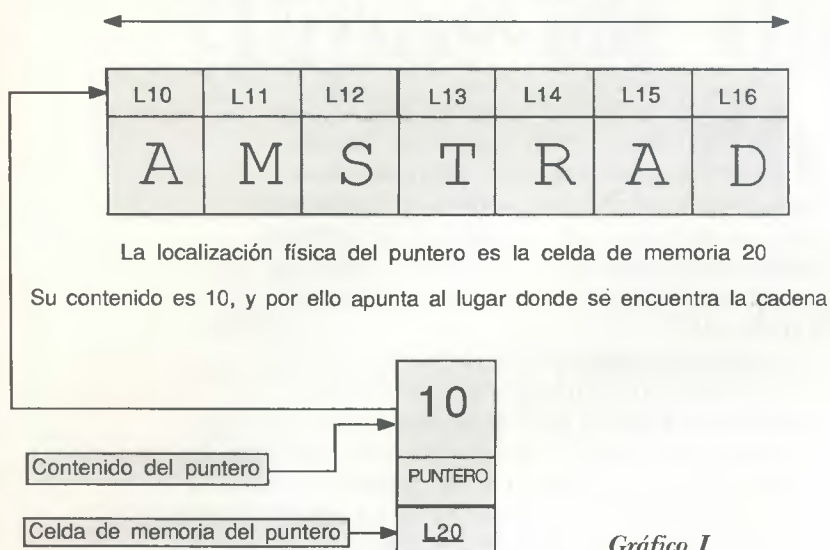 L10 L11 L12 L13 L14 L15 L16
A M S T R A D
La localización física del puntero es la celda de memoria 20
Su contenido es 10, y por ello apunta al lugar donde se encuentra la cadena
10
Contenido del puntero
PUNTERO
Celda de memoria del puntero
L20
Gráfico I